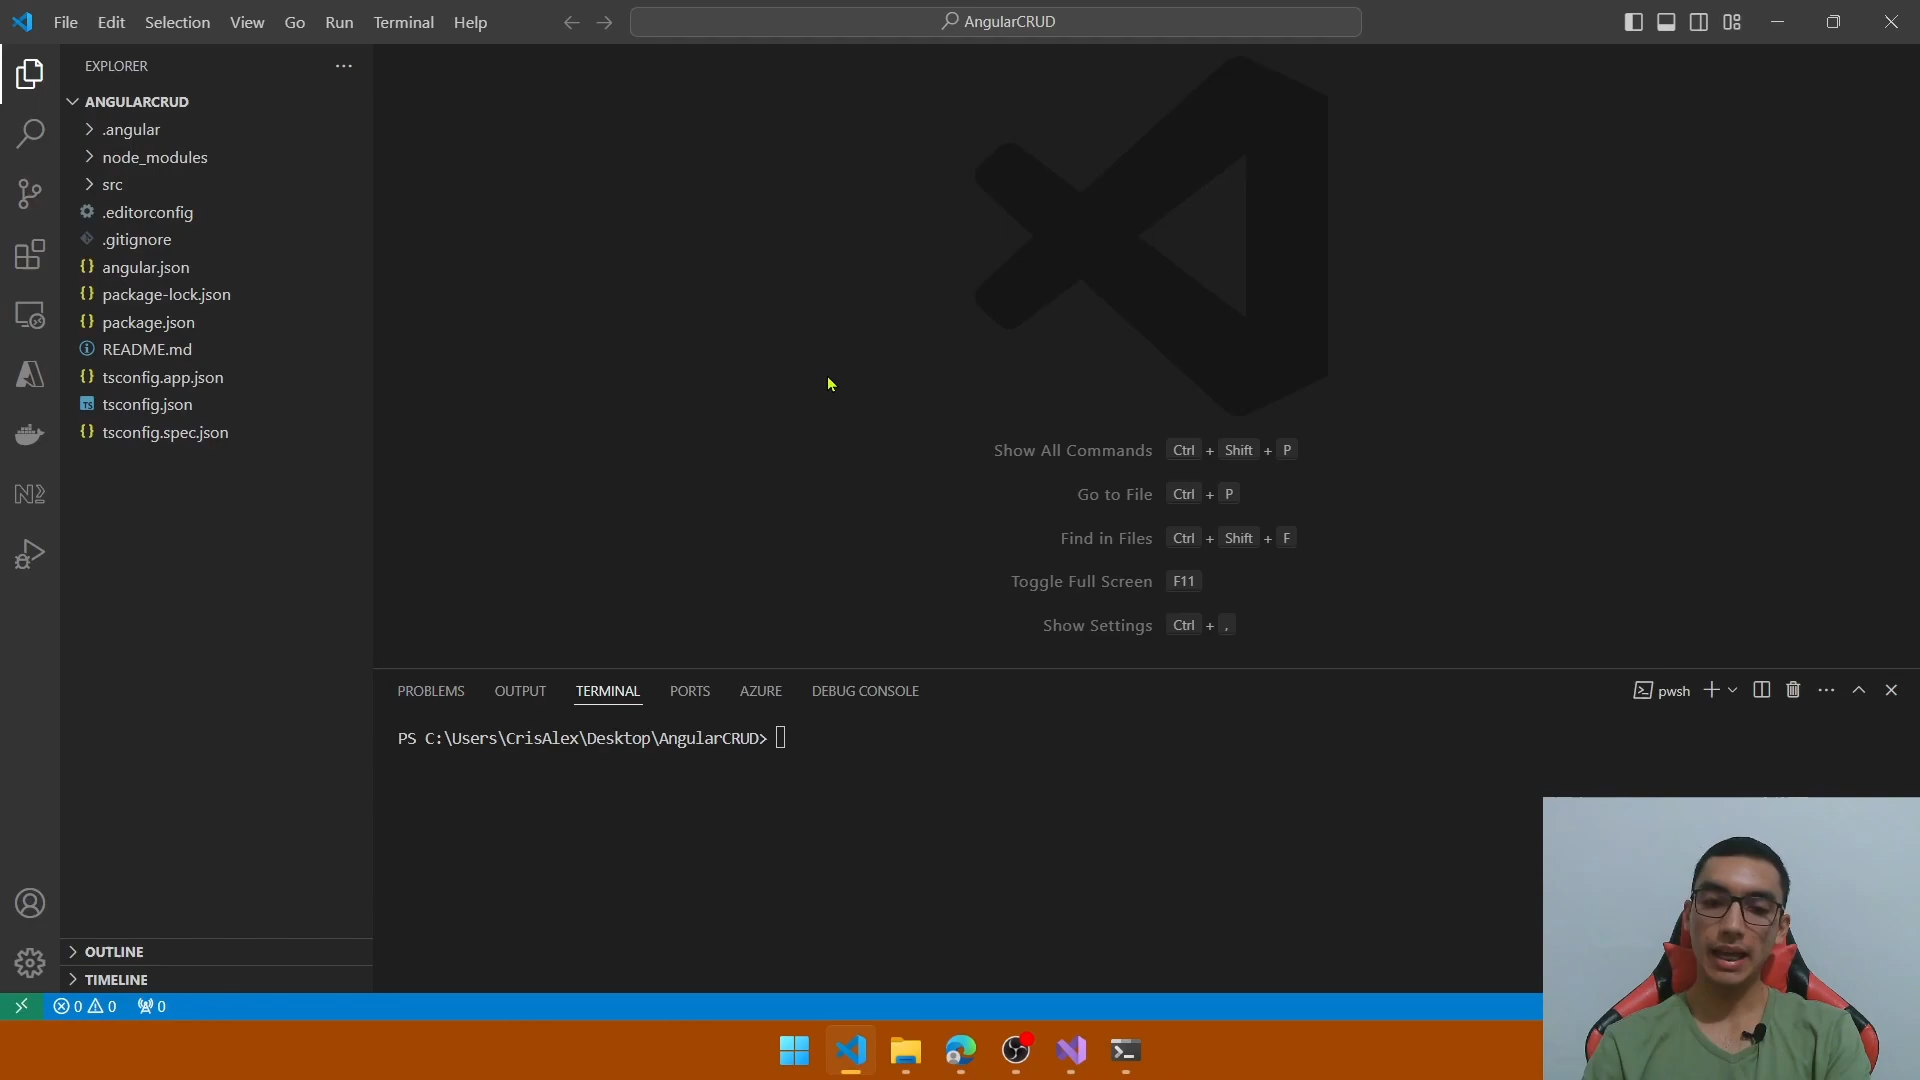 File Edit Selection View Go Run Terminal Help
AngularCRUD
EXPLORER
ANGULARCRUD
.angular
node_modules
src
.editorconfig
.gitignore
angular.json
package-lock.json
package.json
README.md
tsconfig.app.json
tsconfig.json
tsconfig.spec.json
Show All Commands Ctrl + Shift + P
Go to File Ctrl + P
Find in Files Ctrl + Shift + F
Toggle Full Screen F11
Show Settings Ctrl + ,
PROBLEMS OUTPUT TERMINAL PORTS AZURE DEBUG CONSOLE
pwsh
PS C:\Users\CrisAlex\Desktop\AngularCRUD>
OUTLINE
TIMELINE
0 0 0